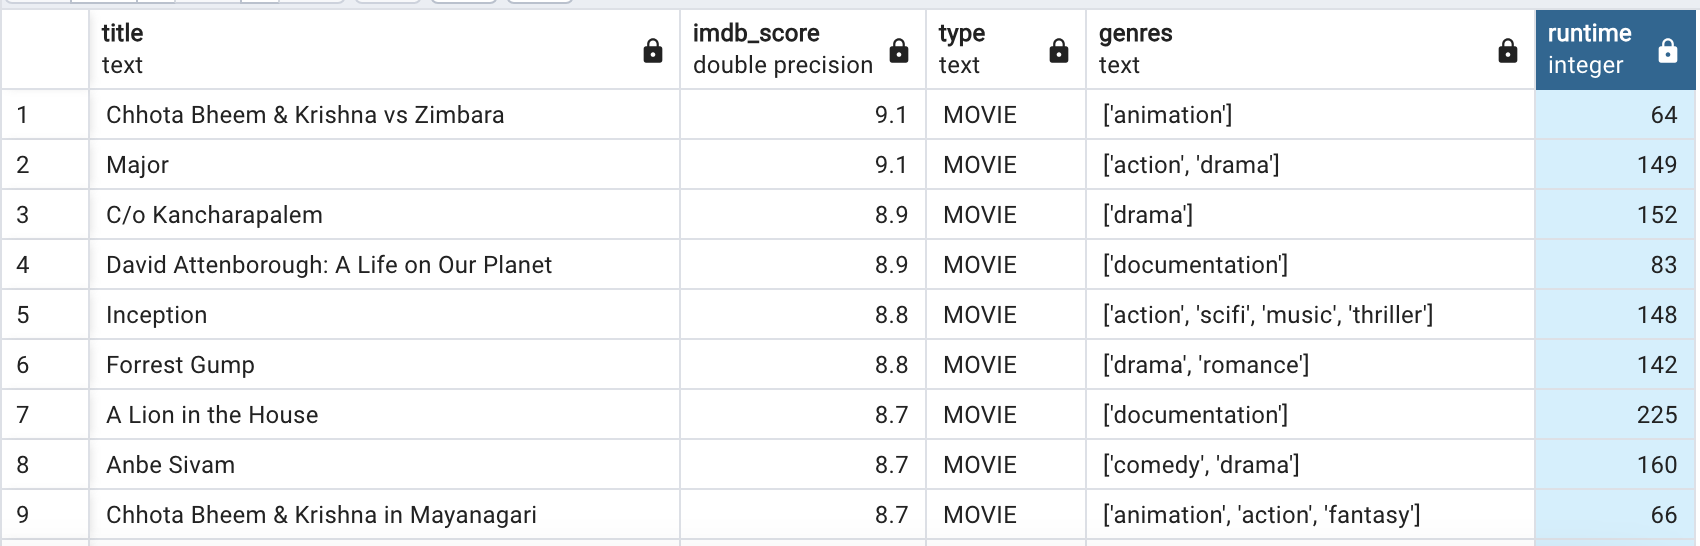 title imdb_score type genres runtime
text double precision text text integer
1 Chhota Bheem & Krishna vs Zimbara 9.1 MOVIE ['animation'] 64
2 Major 9.1 MOVIE ['action', 'drama'] 149
3 C/o Kancharapalem 8.9 MOVIE ['drama'] 152
4 David Attenborough: A Life on Our Planet 8.9 MOVIE ['documentation'] 83
5 Inception 8.8 MOVIE ['action', 'scifi', 'music', 'thriller'] 148
6 Forrest Gump 8.8 MOVIE ['drama', 'romance'] 142
7 A Lion in the House 8.7 MOVIE ['documentation'] 225
8 Anbe Sivam 8.7 MOVIE ['comedy', 'drama'] 160
9 Chhota Bheem & Krishna in Mayanagari 8.7 MOVIE ['animation', 'action', 'fantasy'] 66